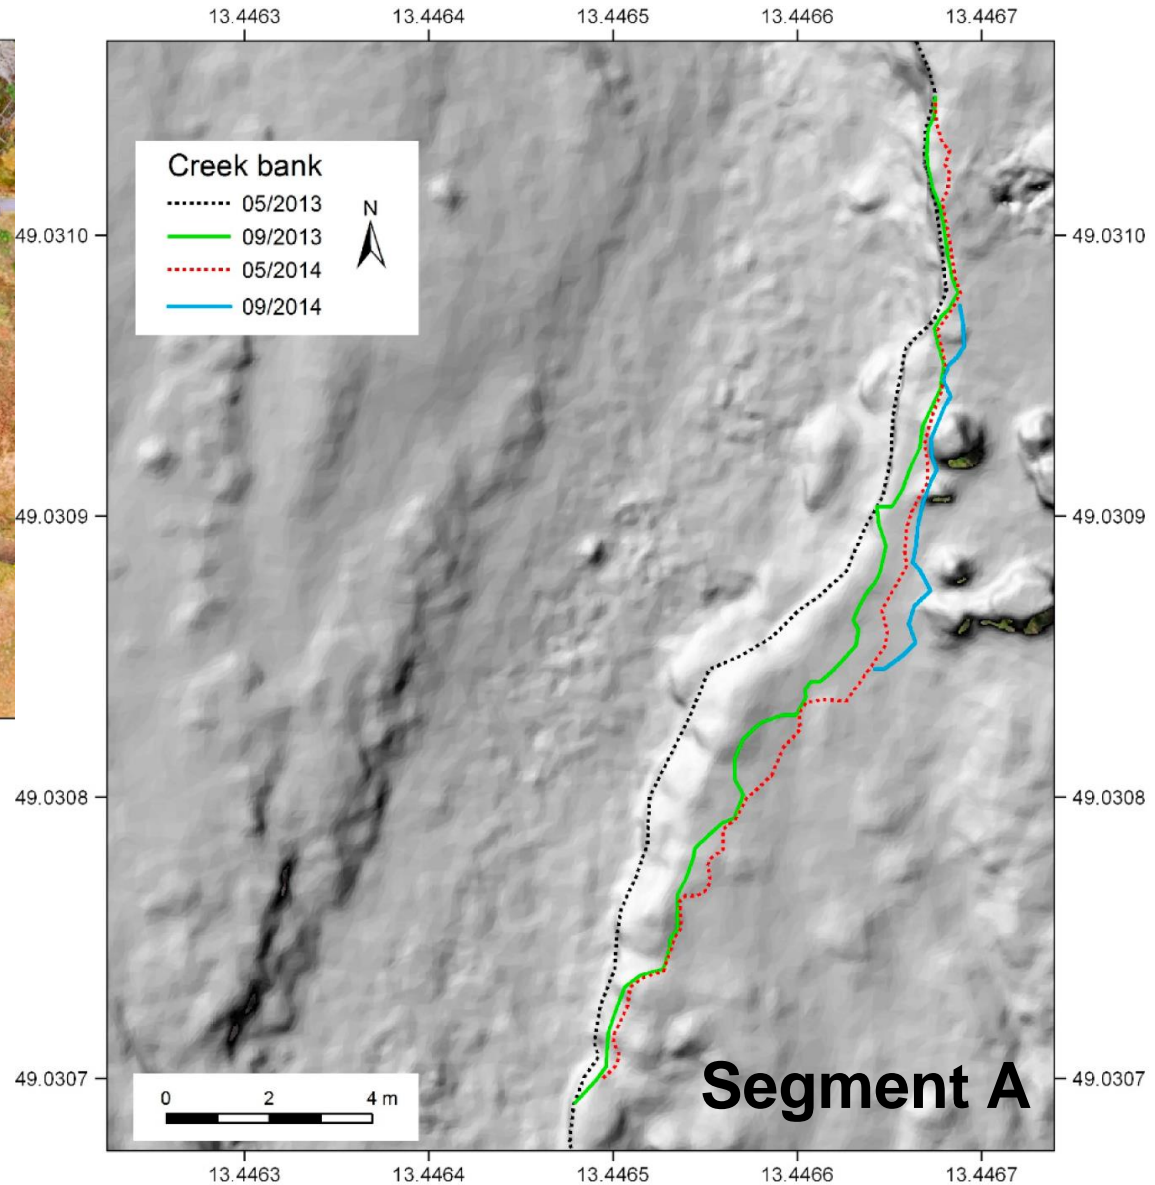 13.4463 13.4464 13.4465 13.4466 13.4467
Creek bank
05/2013
09/2013
05/2014
09/2014
N
49.0310 49.0310
49.0309 49.0309
49.0308 49.0308
49.0307 49.0307
0 2 4 m
Segment A
13.4463 13.4464 13.4465 13.4466 13.4467